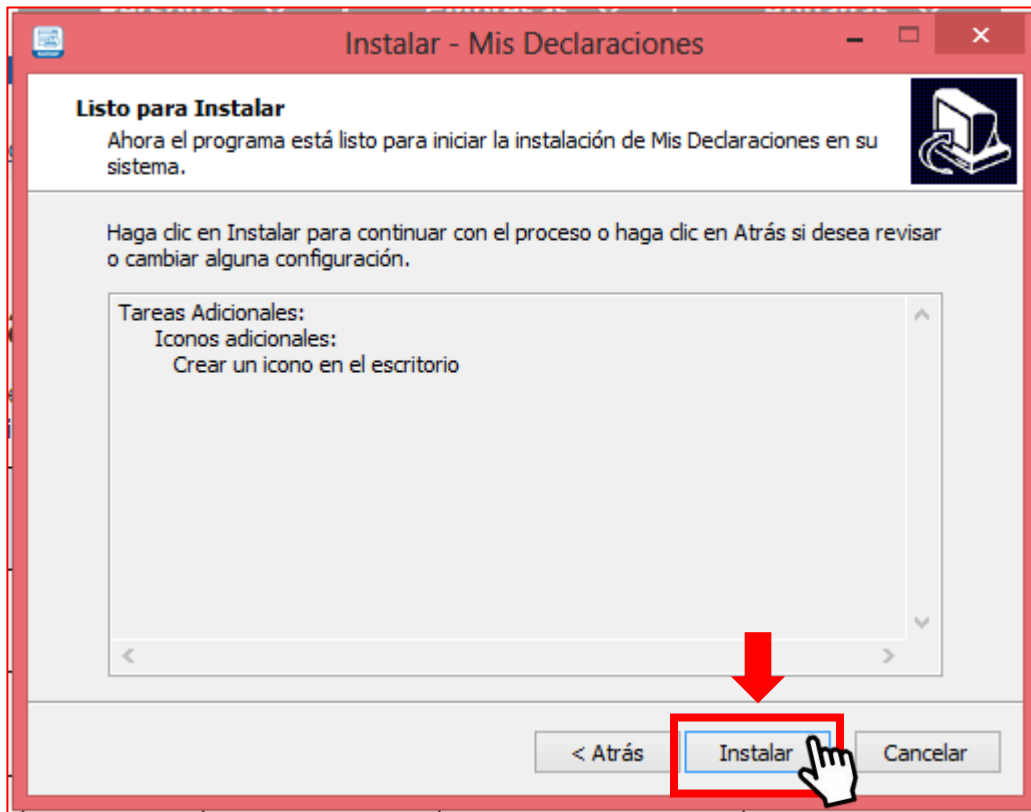 Instalar - Mis Declaraciones
Listo para Instalar
Ahora el programa está listo para iniciar la instalación de Mis Declaraciones en su
sistema.
Haga clic en Instalar para continuar con el proceso o haga clic en Atrás si desea revisar
o cambiar alguna configuración.
Tareas Adicionales:
Iconos adicionales:
Crear un icono en el escritorio
< Atrás
Instalar
Cancelar